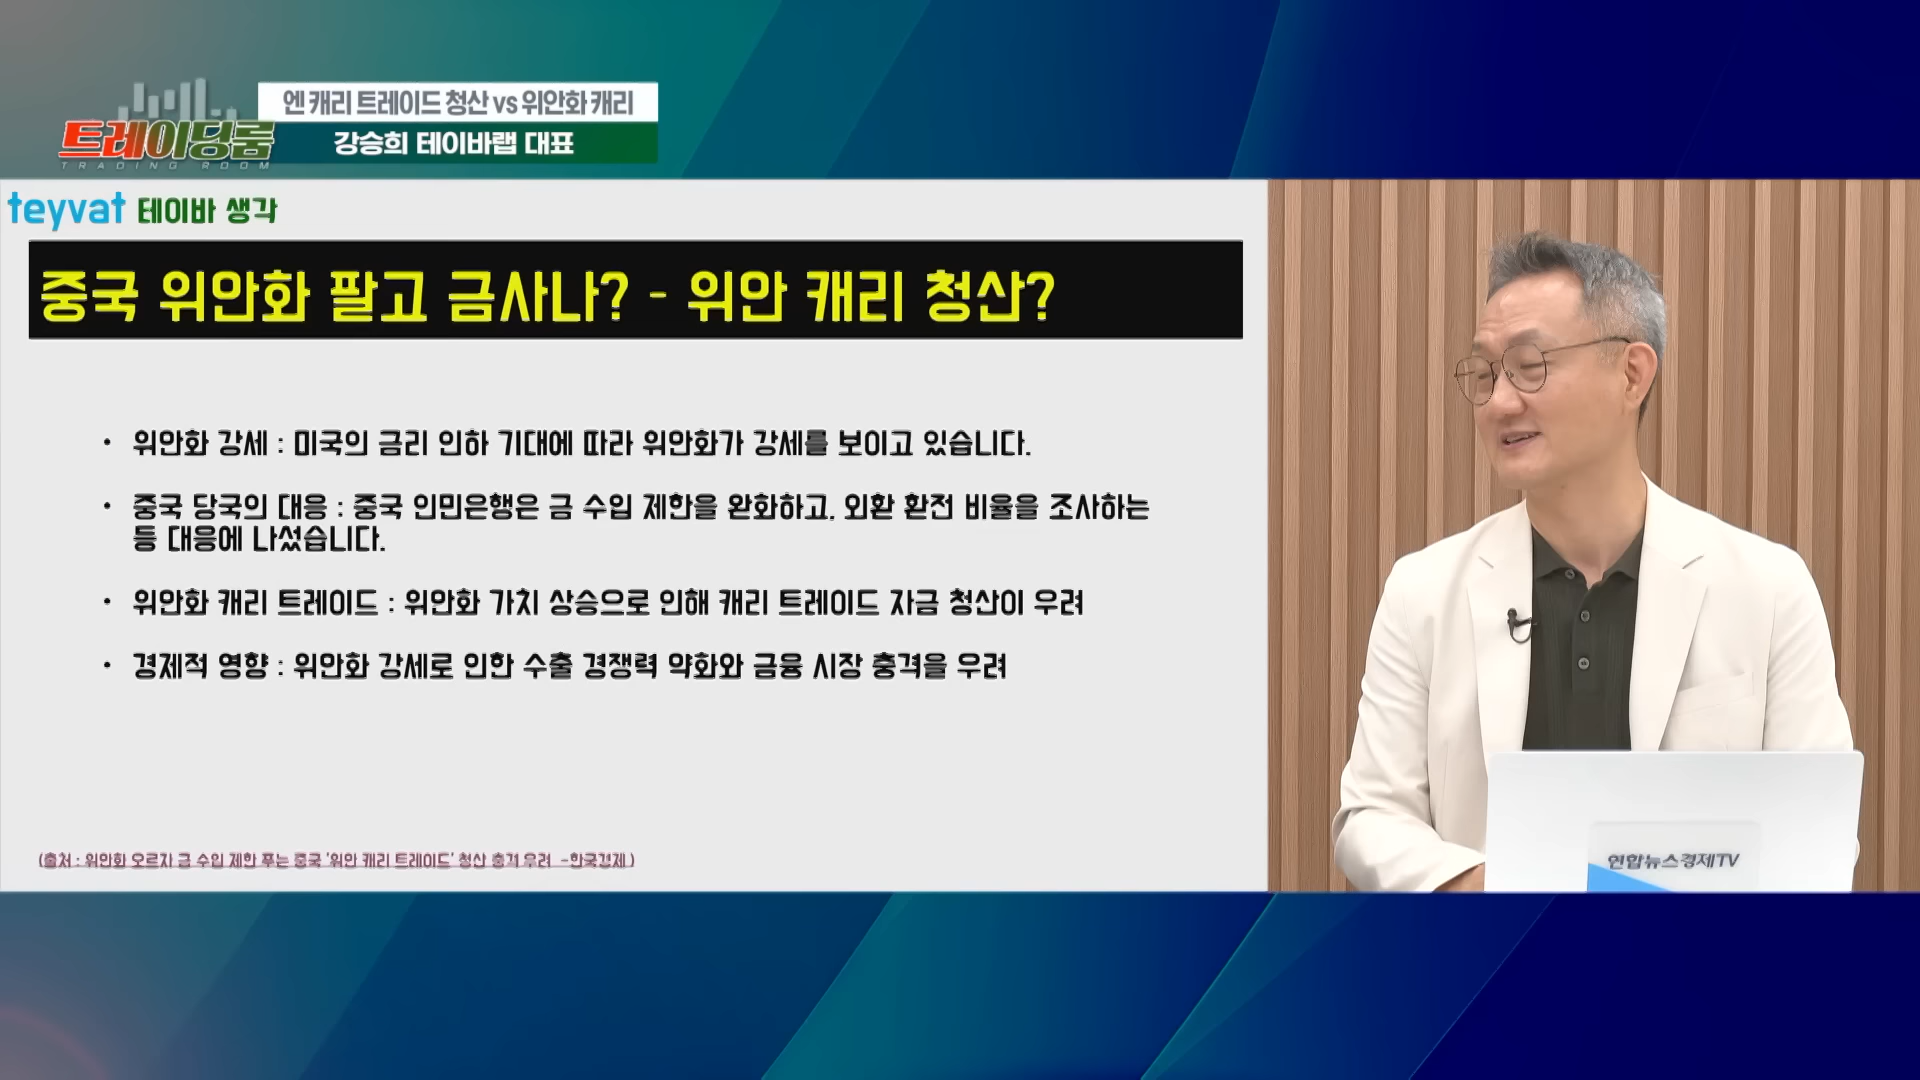 엔 캐리 트레이드 청산 vs 위안화 캐리
트레이딩룸
TRADING ROOM
강승희 테이바랩 대표
teyvat 테이바 생각
중국 위안화 팔고 금사나? - 위안 캐리 청산?
• 위안화 강세 : 미국의 금리 인하 기대에 따라 위안화가 강세를 보이고 있습니다.
• 중국 당국의 대응 : 중국 인민은행은 금 수입 제한을 완화하고, 외환 환전 비율을 조사하는
등 대응에 나섰습니다.
• 위안화 캐리 트레이드 : 위안화 가치 상승으로 인해 캐리 트레이드 자금 청산이 우려
• 경제적 영향 : 위안화 강세로 인한 수출 경쟁력 약화와 금융 시장 충격을 우려
(출처 : 위안화 오르자 금 수입 제한 푸는 중국 '위안 캐리 트레이드' 청산 충격 우려 -한국경제 )
연합뉴스경제TV